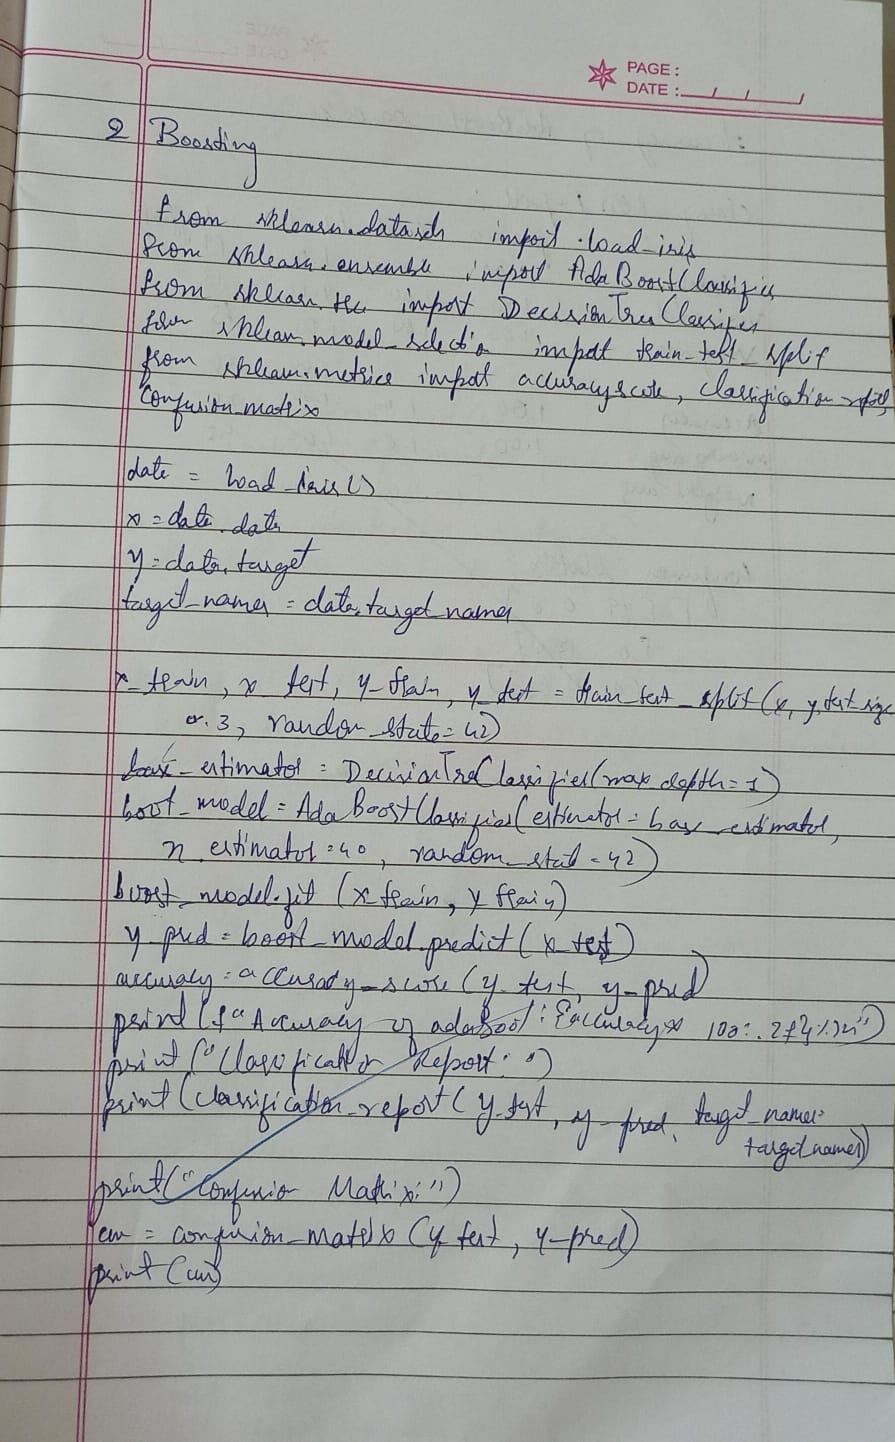 PAGE :
DATE : / /
2 Boosting
from sklearn.datasets import load_iris
from sklearn.ensemble import AdaBoostClassifier
from sklearn.tree import DecisionTreeClassifier
from sklearn.model_selection import train_test_split
from sklearn.metrics import accuracy_score, classification_report,
confusion_matrix
data = load_iris()
x = data.data
y = data.target
target_names = data.target_names
x_train, x_test, y_train, y_test = train_test_split(x, y, test_size
0.3, random_state=42)
base_estimator = DecisionTreeClassifier(max_depth=1)
boost_model = AdaBoostClassifier(estimator = base_estimator,
n_estimator=40, random_state=42)
boost_model.fit (x_train, y_train)
y_pred = boost_model.predict(x_test)
accuracy = accuracy_score (y_test, y_pred)
print (f"Accuracy of adaboost: {accuracy * 100:.2f}%\n")
print ("Classification Report: ")
print (classification_report (y_test, y_pred, target_names=
target_names))
print("Confusion Matrix:")
cm = confusion_matrix (y_test, y_pred)
print (cm)